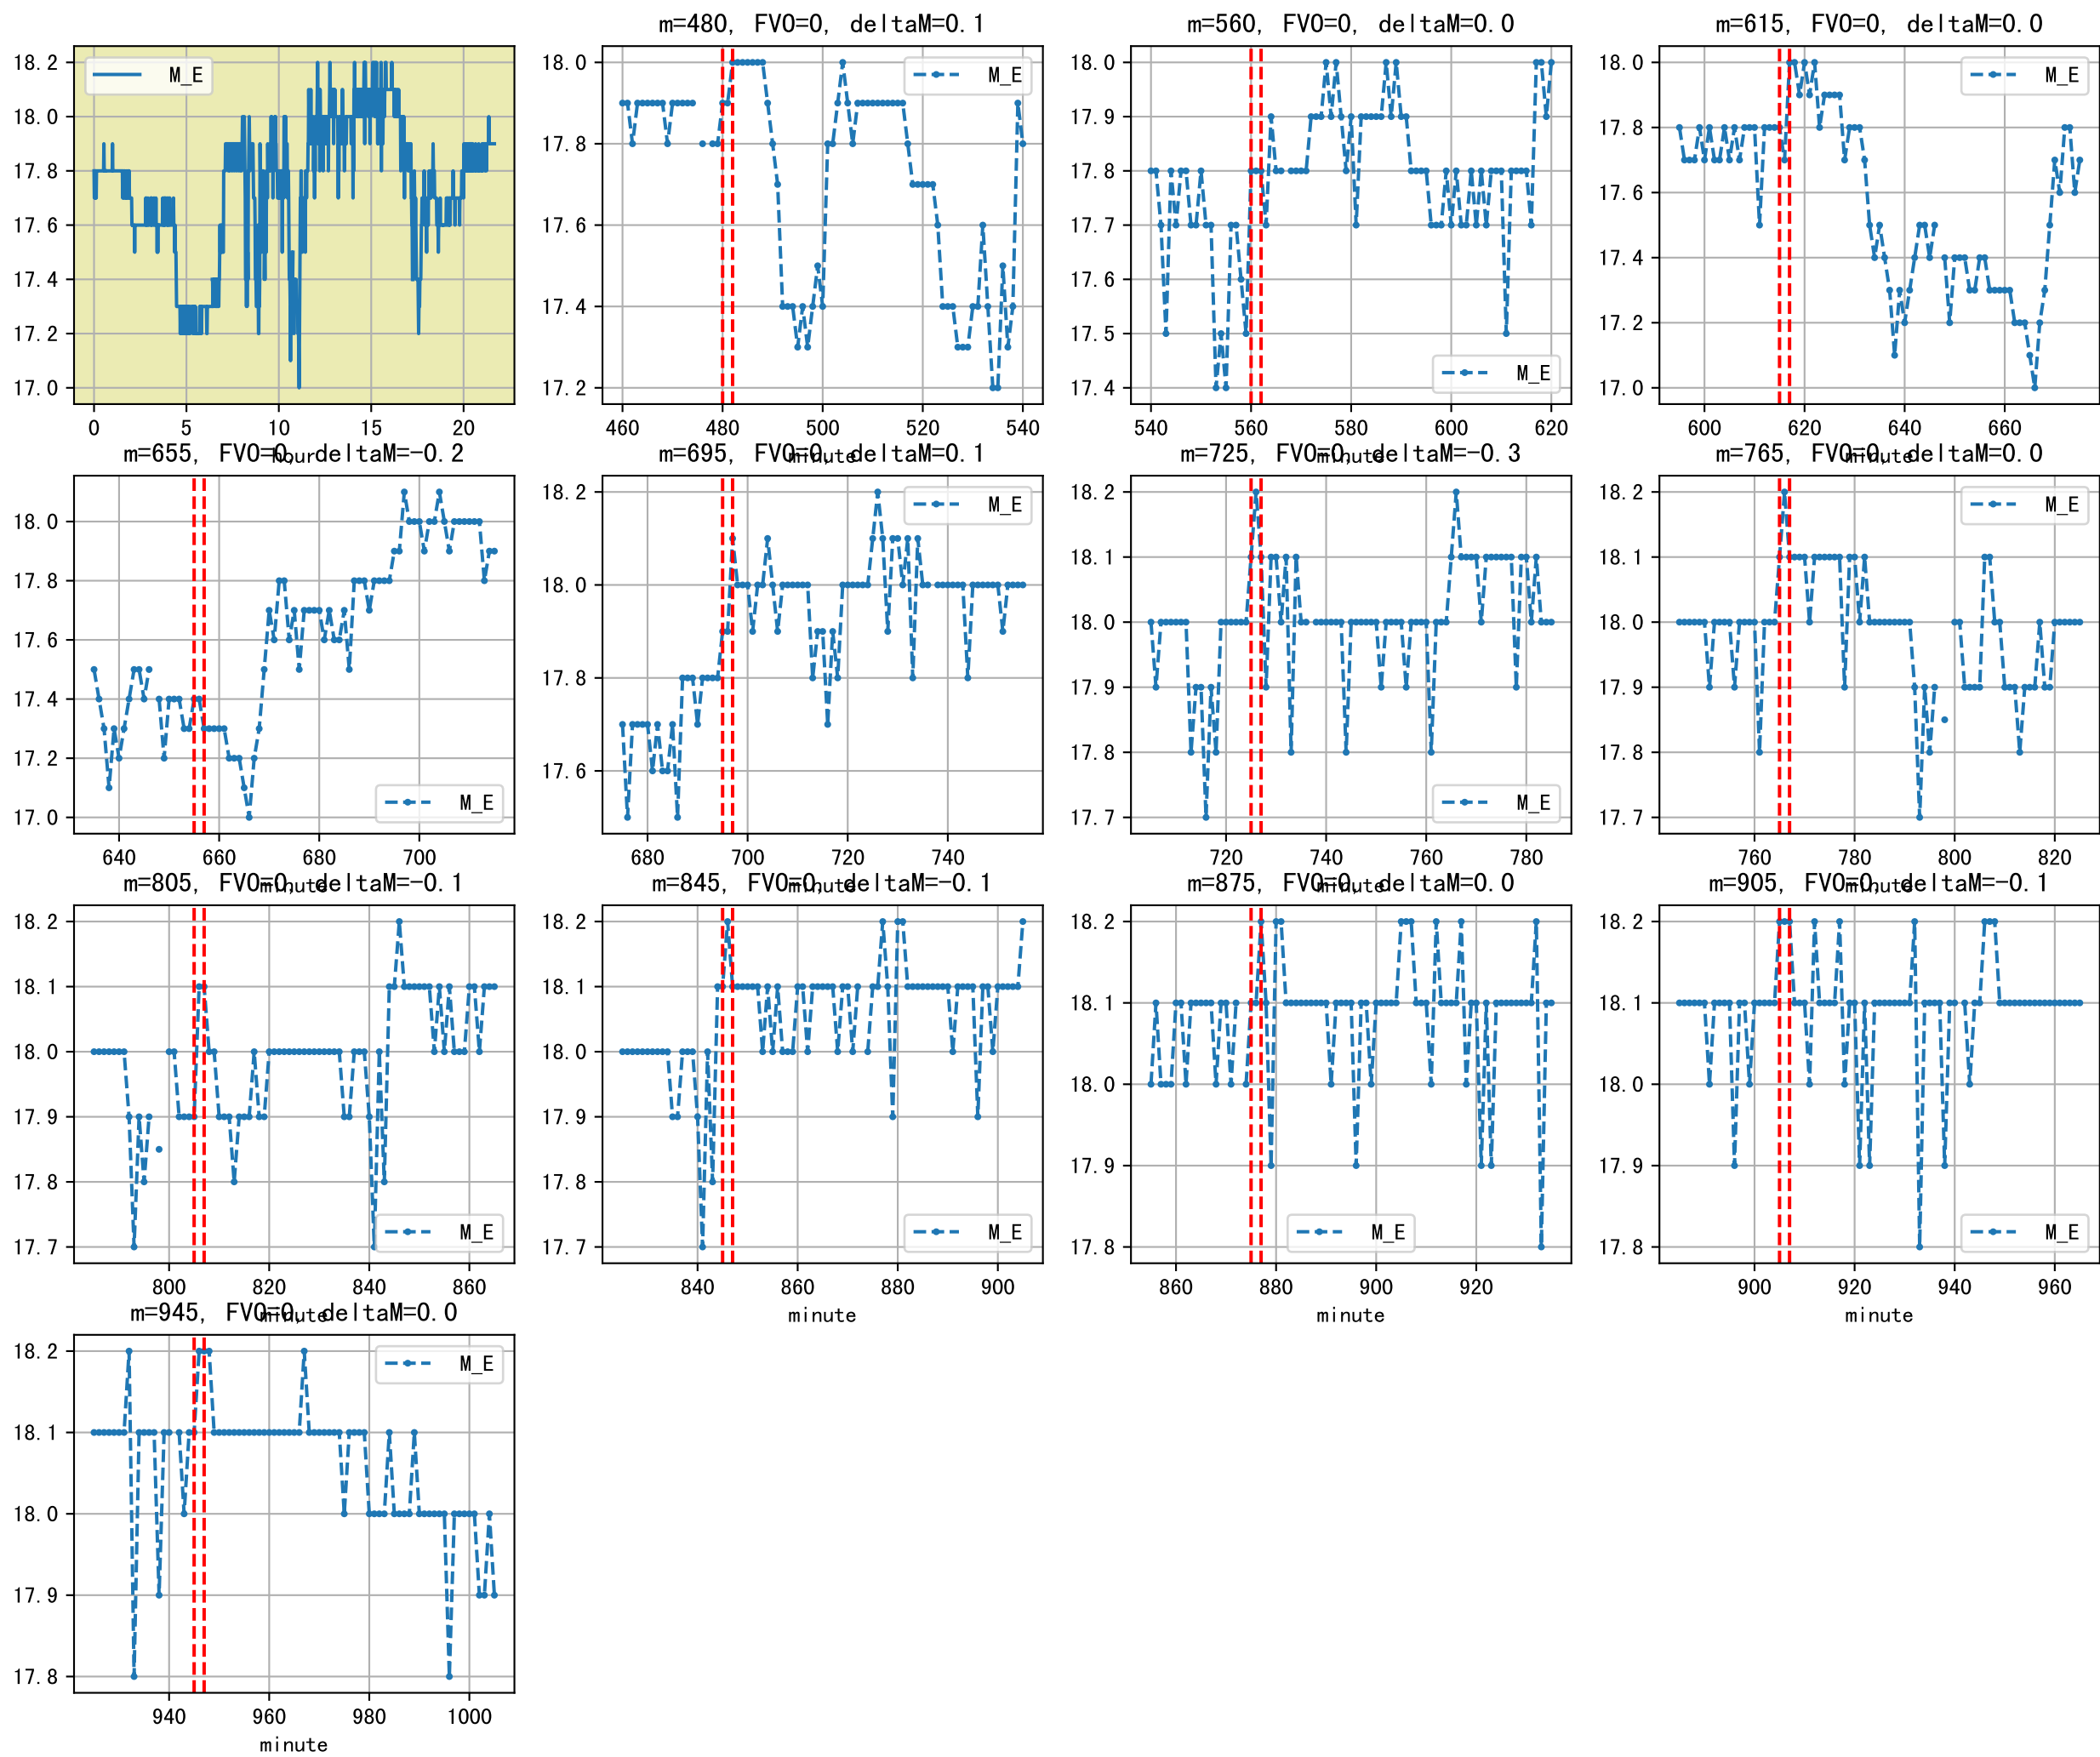 m=480, FVO=0, deltaM=0.1
m=560, FVO=0, deltaM=0.0
m=615, FVO=0, deltaM=0.0
18.2
18.0
17.8
17.6
17.4
17.2
17.0
M_E
0 5 10 15 20
hour
18.0
17.8
17.6
17.4
17.2
M_E
460 480 500 520 540
minute
18.0
17.9
17.8
17.7
17.6
17.5
17.4
M_E
540 560 580 600 620
minute
18.0
17.8
17.6
17.4
17.2
17.0
M_E
600 620 640 660
minute
m=655, FVO=0, deltaM=-0.2
m=695, FVO=0, deltaM=0.1
m=725, FVO=0, deltaM=-0.3
m=765, FVO=0, deltaM=0.0
18.0
17.8
17.6
17.4
17.2
17.0
M_E
640 660 680 700
minute
18.2
18.0
17.8
17.6
M_E
680 700 720 740
minute
18.2
18.1
18.0
17.9
17.8
17.7
M_E
720 740 760 780
minute
18.2
18.1
18.0
17.9
17.8
17.7
M_E
760 780 800 820
minute
m=805, FVO=0, deltaM=-0.1
m=845, FVO=0, deltaM=-0.1
m=875, FVO=0, deltaM=0.0
m=905, FVO=0, deltaM=-0.1
18.2
18.1
18.0
17.9
17.8
17.7
M_E
800 820 840 860
minute
18.2
18.1
18.0
17.9
17.8
17.7
M_E
840 860 880 900
minute
18.2
18.1
18.0
17.9
17.8
M_E
860 880 900 920
minute
18.2
18.1
18.0
17.9
17.8
M_E
900 920 940 960
minute
m=945, FVO=0, deltaM=0.0
18.2
18.1
18.0
17.9
17.8
M_E
940 960 980 1000
minute